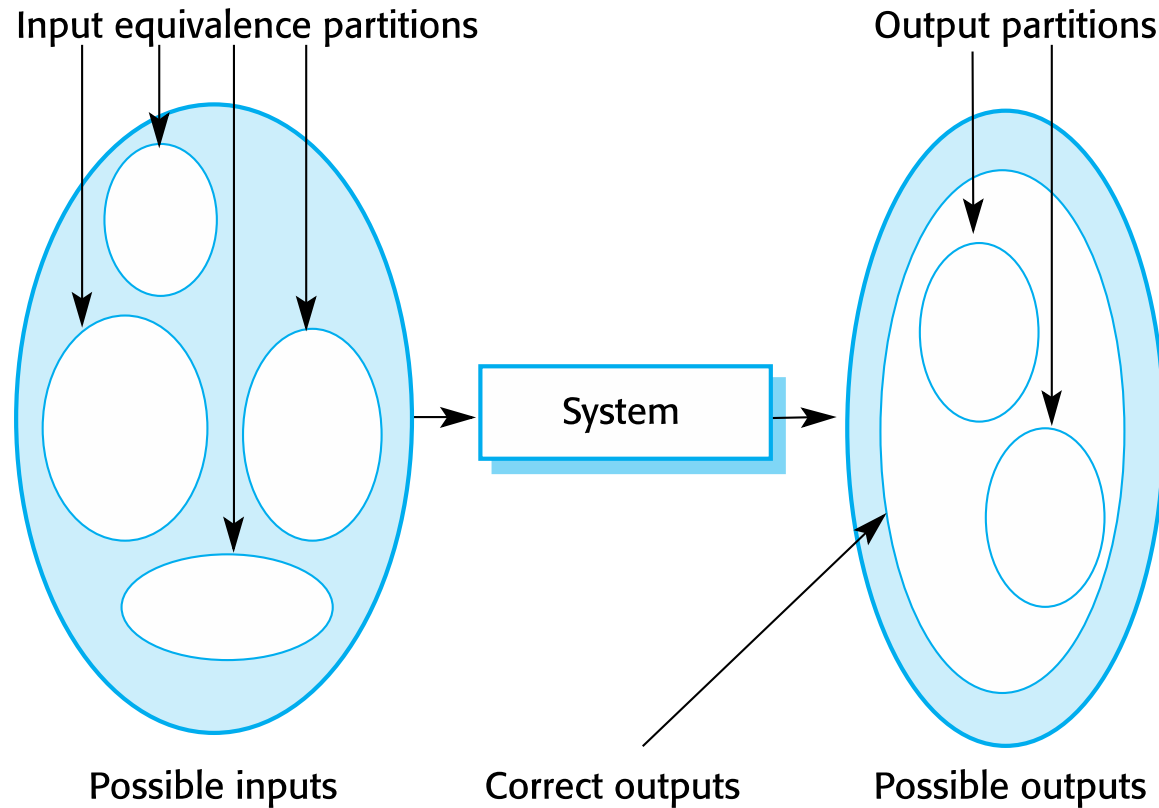 Input equivalence partitions
Output partitions
System
Possible inputs
Correct outputs
Possible outputs